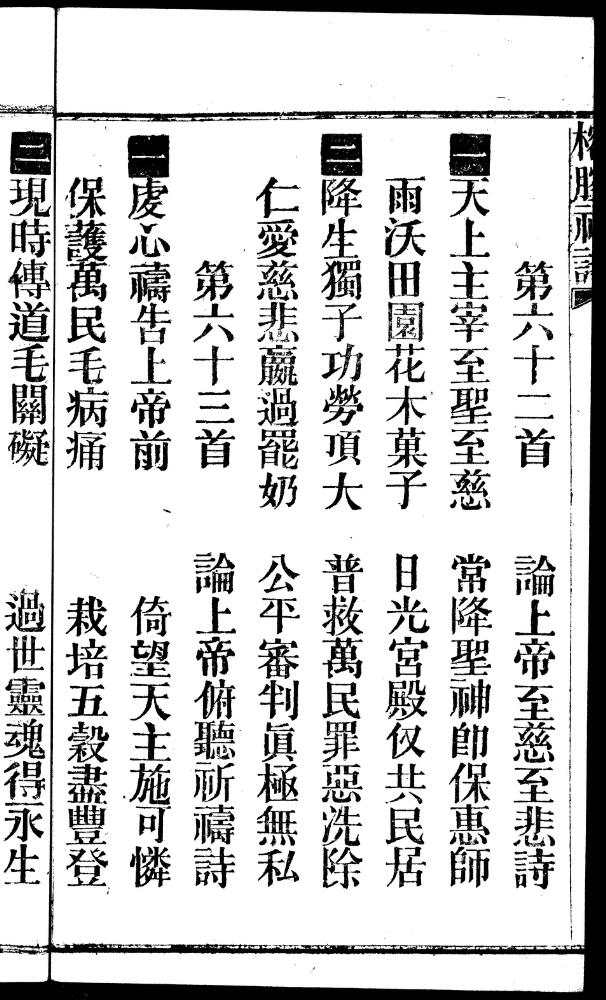 榕腔神詩
第六十二首　論上帝至慈至悲詩
一 天上主宰至聖至慈　常降聖神卽保惠師
雨沃田園花木菓子　日光宮殿仅共民居
二 降生獨子功勞頂大　普救萬民罪惡洗除
仁愛慈悲贏過罷奶　公平審判眞極無私
第六十三首　論上帝俯聽祈禱詩
一 虔心禱告上帝前　倚望天主施可憐
保護萬民毛病痛　栽培五穀盡豐登
二 現時傳道毛關礙　過世靈魂得永生